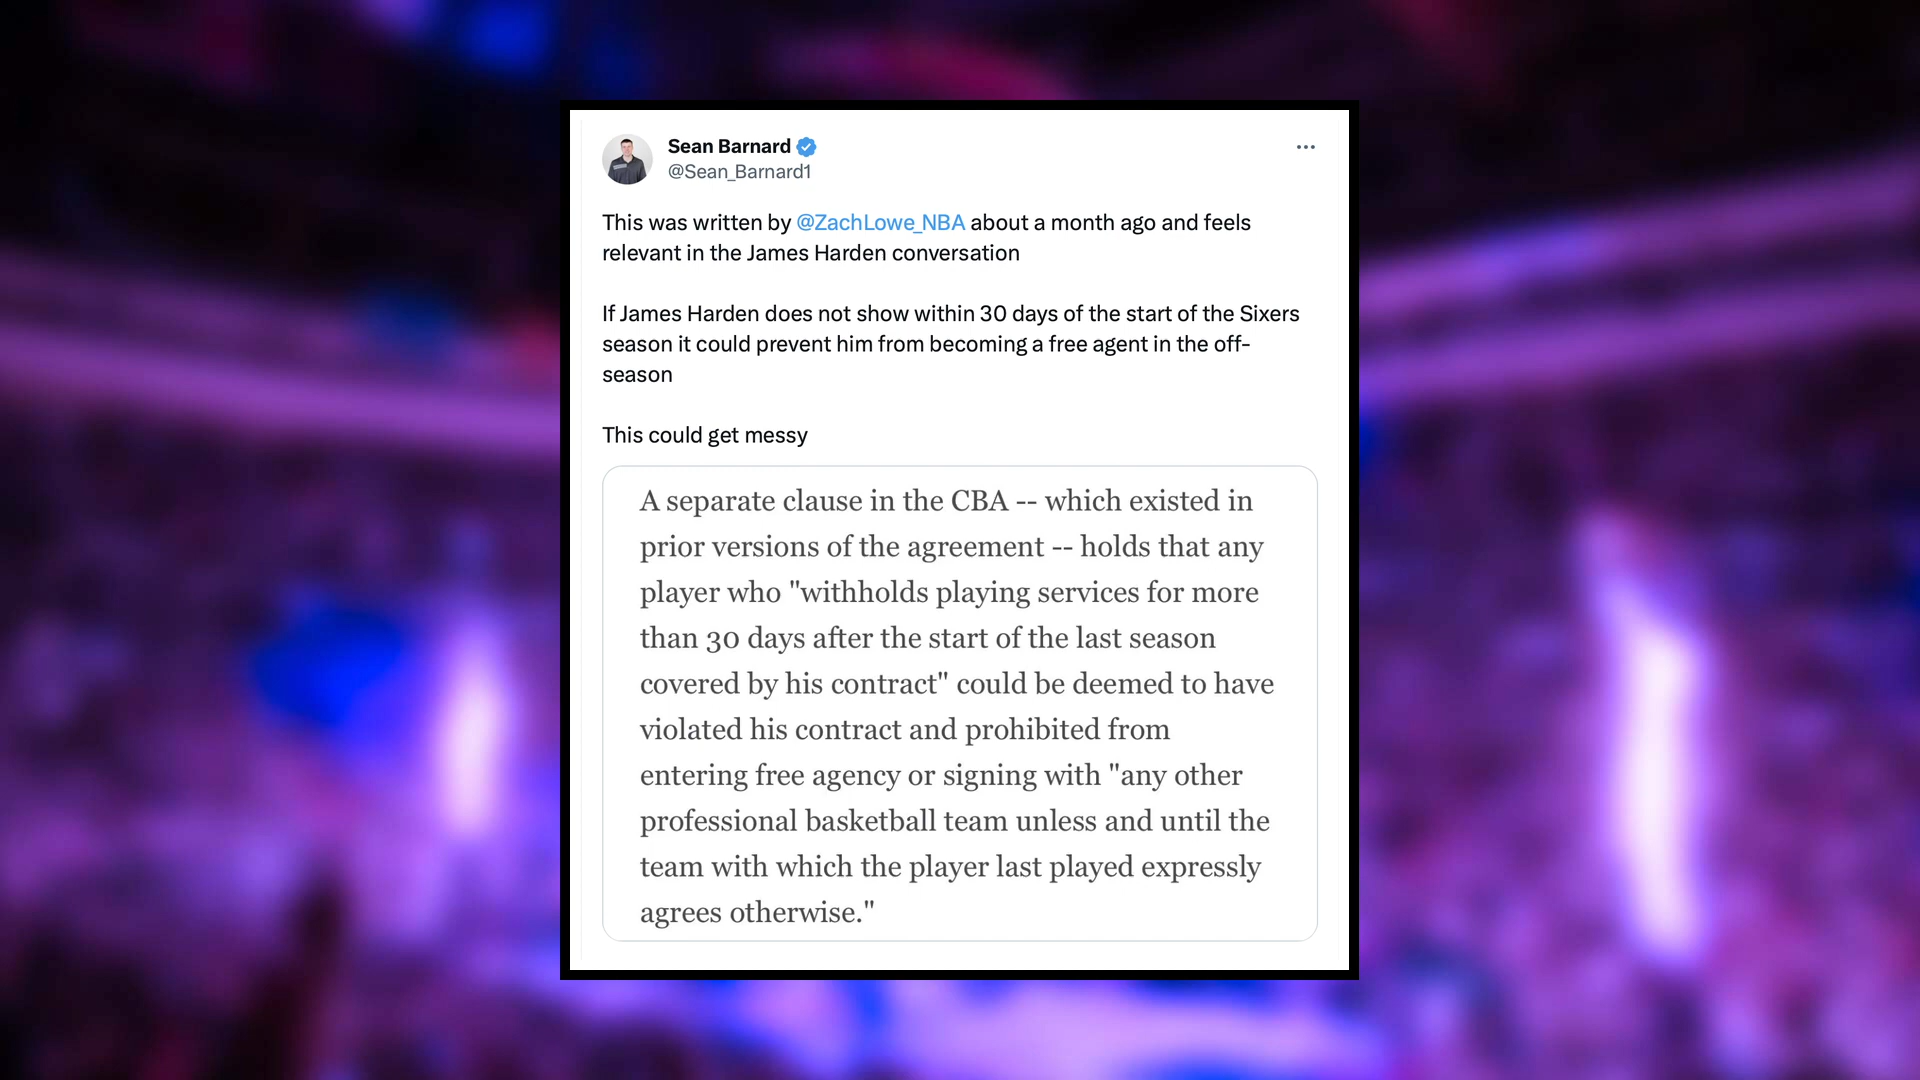 Sean Barnard
@Sean_Barnard1
This was written by @ZachLowe_NBA about a month ago and feels
relevant in the James Harden conversation
If James Harden does not show within 30 days of the start of the Sixers
season it could prevent him from becoming a free agent in the off-
season
This could get messy
A separate clause in the CBA -- which existed in
prior versions of the agreement -- holds that any
player who "withholds playing services for more
than 30 days after the start of the last season
covered by his contract" could be deemed to have
violated his contract and prohibited from
entering free agency or signing with "any other
professional basketball team unless and until the
team with which the player last played expressly
agrees otherwise."